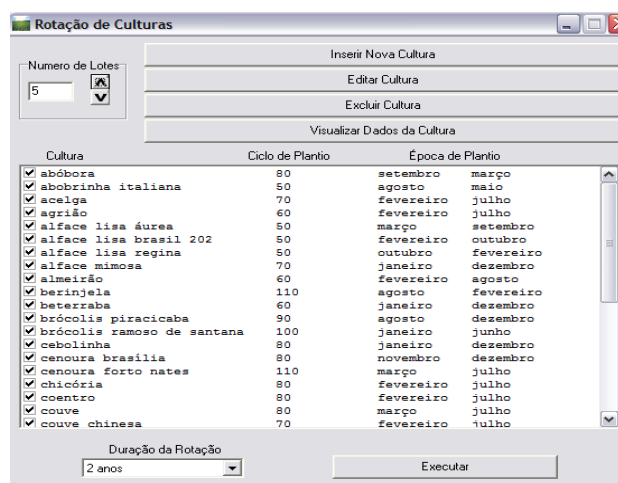 Rotação de Culturas
Inserir Nova Cultura
Numero de Lotes
5
Editar Cultura
Excluir Cultura
Visualizar Dados da Cultura
Cultura Ciclo de Plantio Época de Plantio
abóbora 80 setembro março
abobrinha italiana 50 agosto maio
acelga 70 fevereiro julho
agrião 60 fevereiro julho
alface lisa áurea 50 março setembro
alface lisa brasil 202 50 fevereiro outubro
alface lisa regina 50 outubro fevereiro
alface mimosa 70 janeiro dezembro
almeirão 60 fevereiro agosto
berinjela 110 agosto fevereiro
beterraba 60 janeiro dezembro
brócolis piracicaba 90 agosto dezembro
brócolis ramoso de santana 100 janeiro junho
cebolinha 80 janeiro dezembro
cenoura brasília 80 novembro dezembro
cenoura forto nates 110 março julho
chicória 80 fevereiro julho
coentro 80 fevereiro julho
couve 80 março julho
couve chinesa 70 fevereiro julho
Duração da Rotação
2 anos
Executar